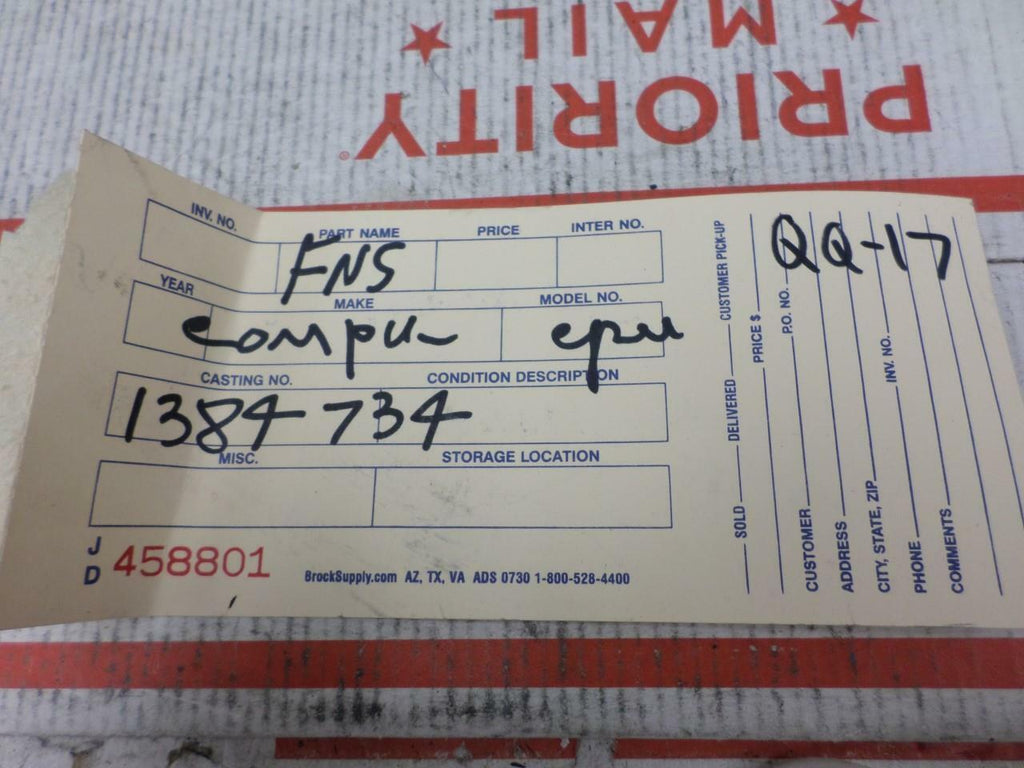 PRIORITY
MAIL
INV. NO. PART NAME PRICE INTER NO.
FNS
YEAR MAKE MODEL NO.
compu- cpu
CASTING NO. CONDITION DESCRIPTION
1384 734
MISC. STORAGE LOCATION
J D 458801
BrockSupply.com AZ, TX, VA ADS 0730 1-800-528-4400
QQ-17
SOLD DELIVERED CUSTOMER PICK-UP
PRICE $
CUSTOMER P.O. NO.
ADDRESS
CITY, STATE, ZIP INV. NO.
PHONE
COMMENTS